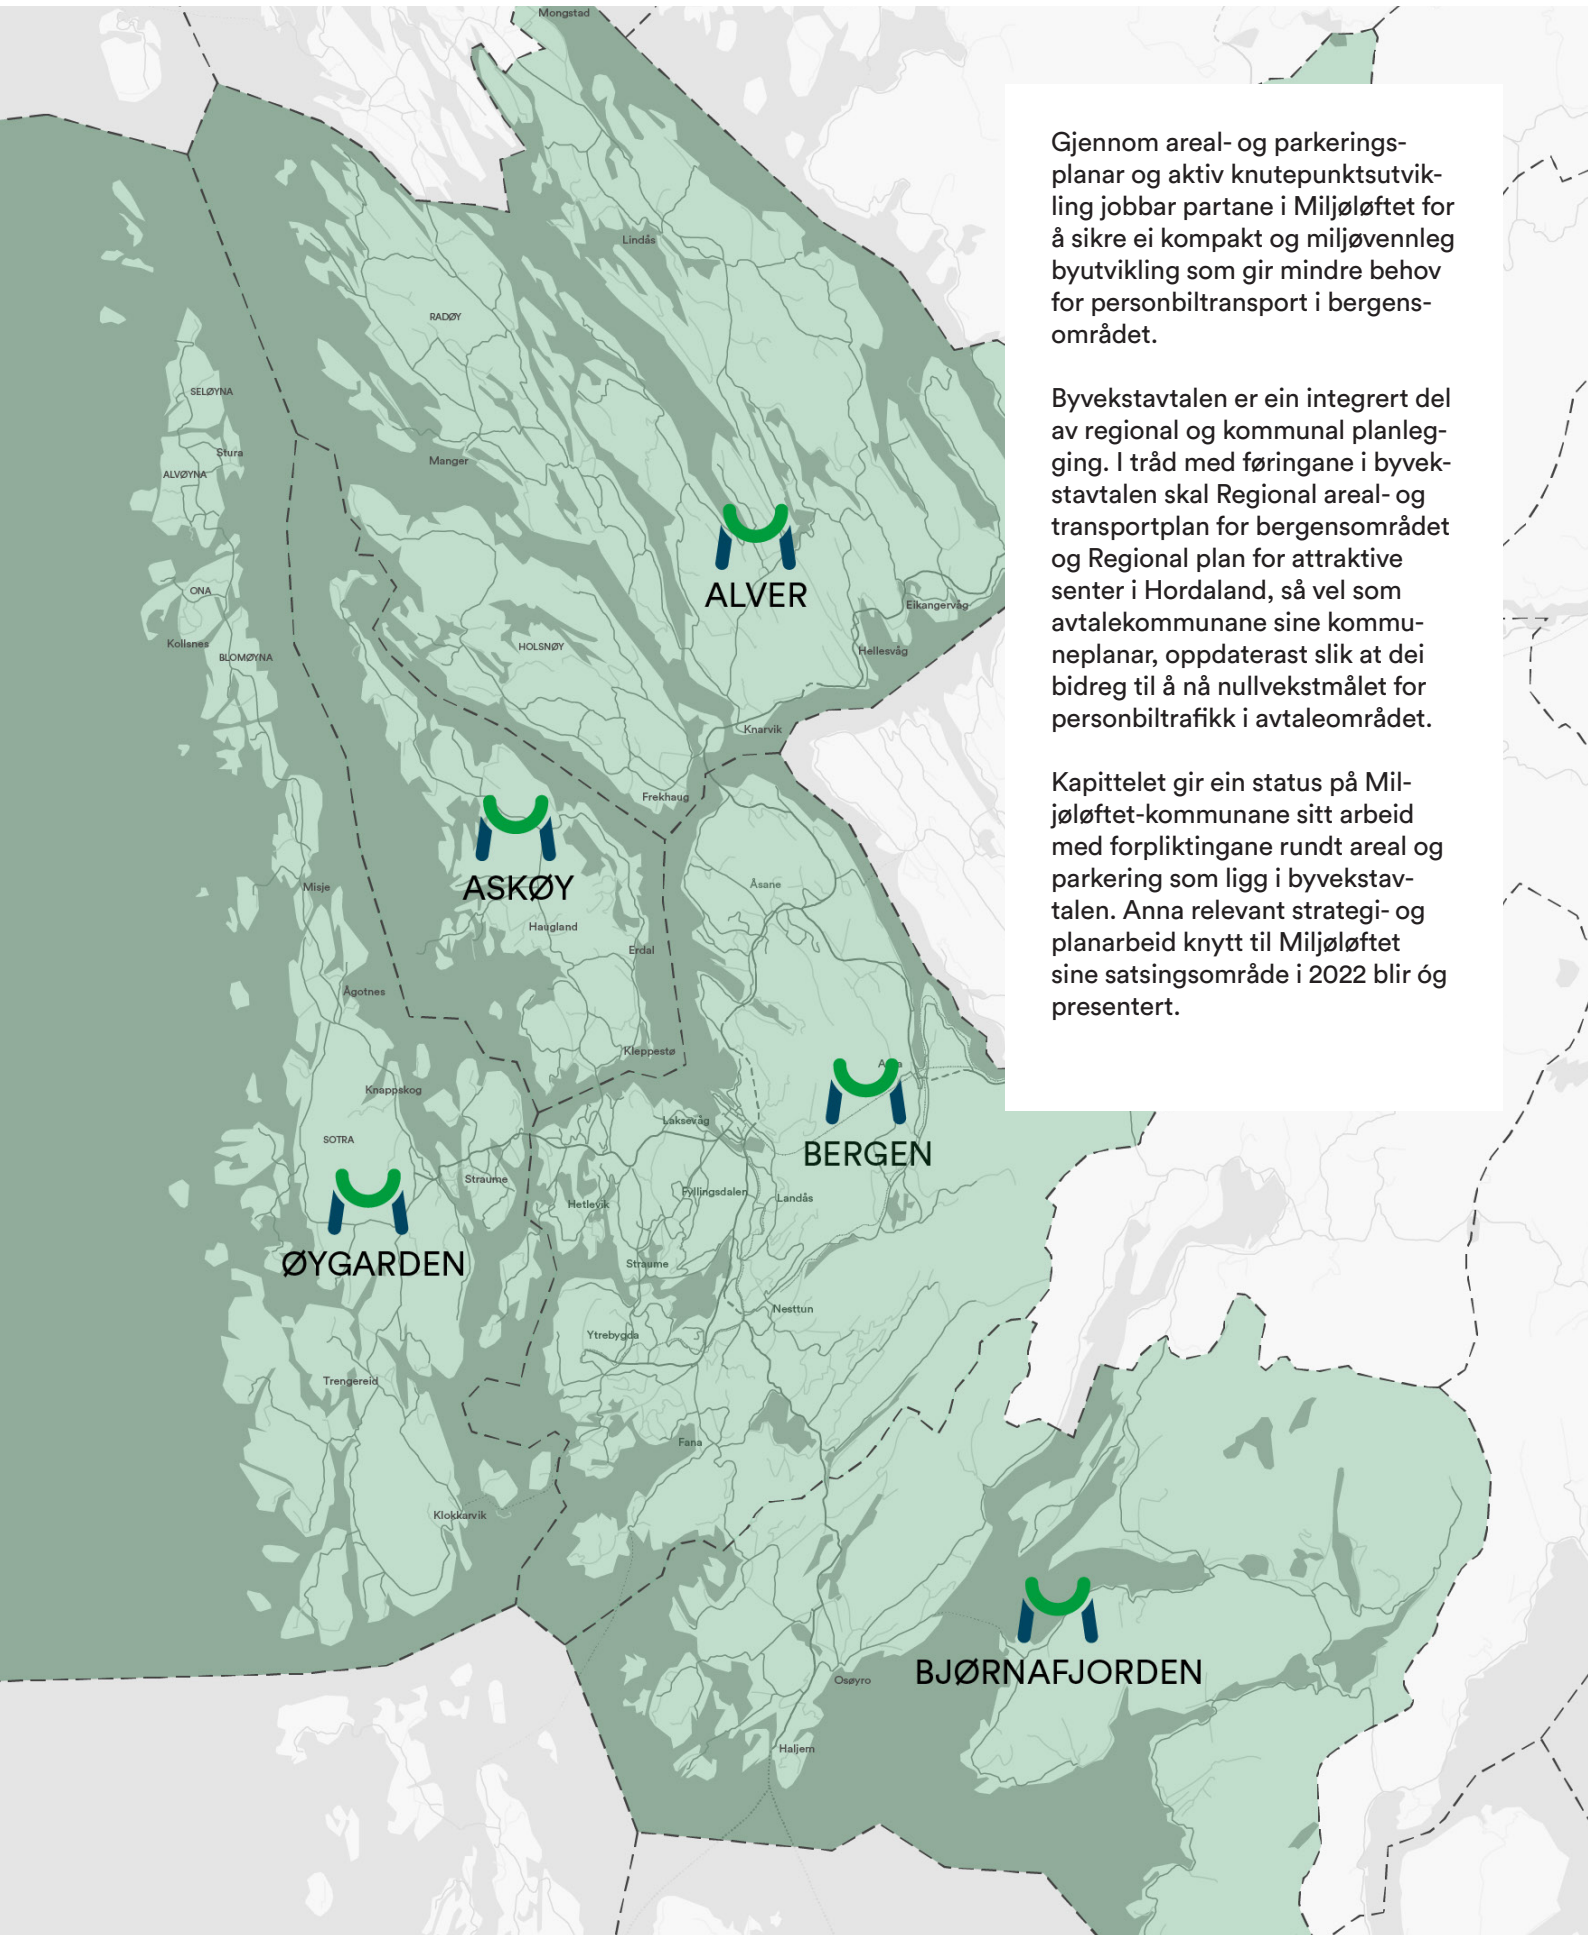 Mongstad
Gjennom areal- og parkerings-
planar og aktiv knutepunktsutvik-
ling jobbar partane i Miljøløftet for
å sikre ei kompakt og miljøvennleg
byutvikling som gir mindre behov
for personbiltransport i bergens-
området.
Byvekstavtalen er ein integrert del
av regional og kommunal planleg-
ging. I tråd med føringane i byvek-
stavtalen skal Regional areal- og
transportplan for bergensområdet
og Regional plan for attraktive
senter i Hordaland, så vel som
avtalekommunane sine kommu-
neplanar, oppdaterast slik at dei
bidreg til å nå nullvekstmålet for
personbiltrafikk i avtaleområdet.
Kapittelet gir ein status på Mil-
jøløftet-kommunane sitt arbeid
med forpliktingane rundt areal og
parkering som ligg i byvekstav-
talen. Anna relevant strategi- og
planarbeid knytt til Miljøløftet
sine satsingsområde i 2022 blir óg
presentert.
Lindås
RADØY
SELØYNA
Stura
Manger
ALVØYNA
ALVER
ONA
Eikangervåg
Kollsnes
HOLSNØY
Hellesvåg
BLOMØYNA
Knarvik
Frekhaug
Misje
ASKØY
Åsane
Haugland
Erdal
Ågotnes
Kleppestø
Knappskog
Laksevåg
SOTRA
BERGEN
Straume
Fyllingsdalen
Landås
Hetlevik
ØYGARDEN
Straume
Nesttun
Ytrebygda
Trengereid
Fana
Klokkarvik
BJØRNAFJORDEN
Osøyro
Haljem